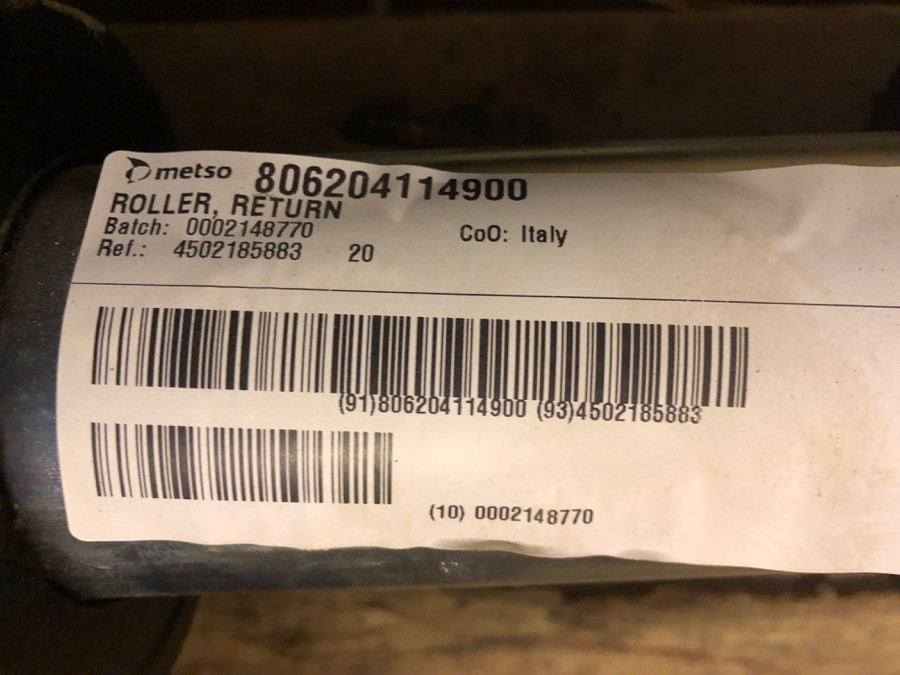 metso 806204114900
ROLLER, RETURN
Batch: 0002148770 CoO: Italy
Ref.: 4502185883 20
(91)806204114900 (93)4502185883
(10) 0002148770